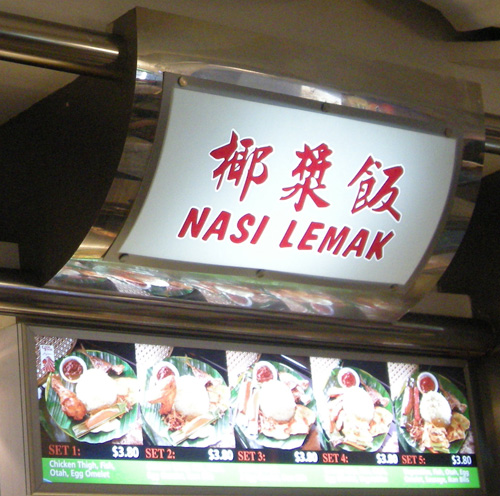 椰漿飯
NASI LEMAK
SET 1: $3.80 SET 2: $3.80 SET 3: $3.80 SET 4: $3.80 SET 5: $3.80
Chicken Thigh, Fish,
Otah, Egg Omelet